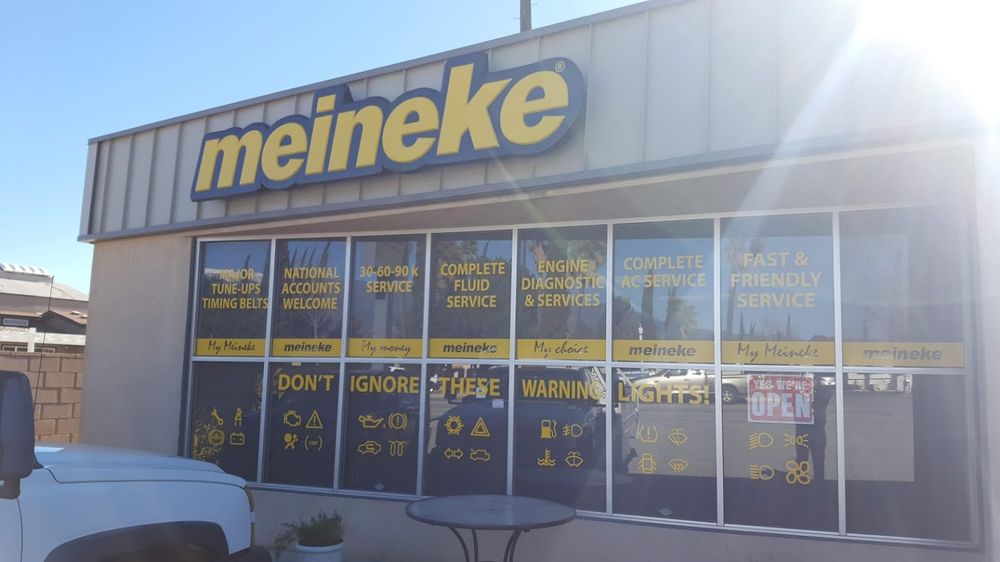 meineke®
MAJOR
TUNE-UPS
TIMING BELTS
NATIONAL
ACCOUNTS
WELCOME
30-60-90 k
SERVICE
COMPLETE
FLUID
SERVICE
ENGINE
DIAGNOSTIC
& SERVICES
COMPLETE
AC SERVICE
FAST &
FRIENDLY
SERVICE
My Meineke meineke My money meineke My choice meineke My Meineke meineke
DON'T IGNORE THESE WARNING LIGHTS!
YES, WE'RE
OPEN
ESP